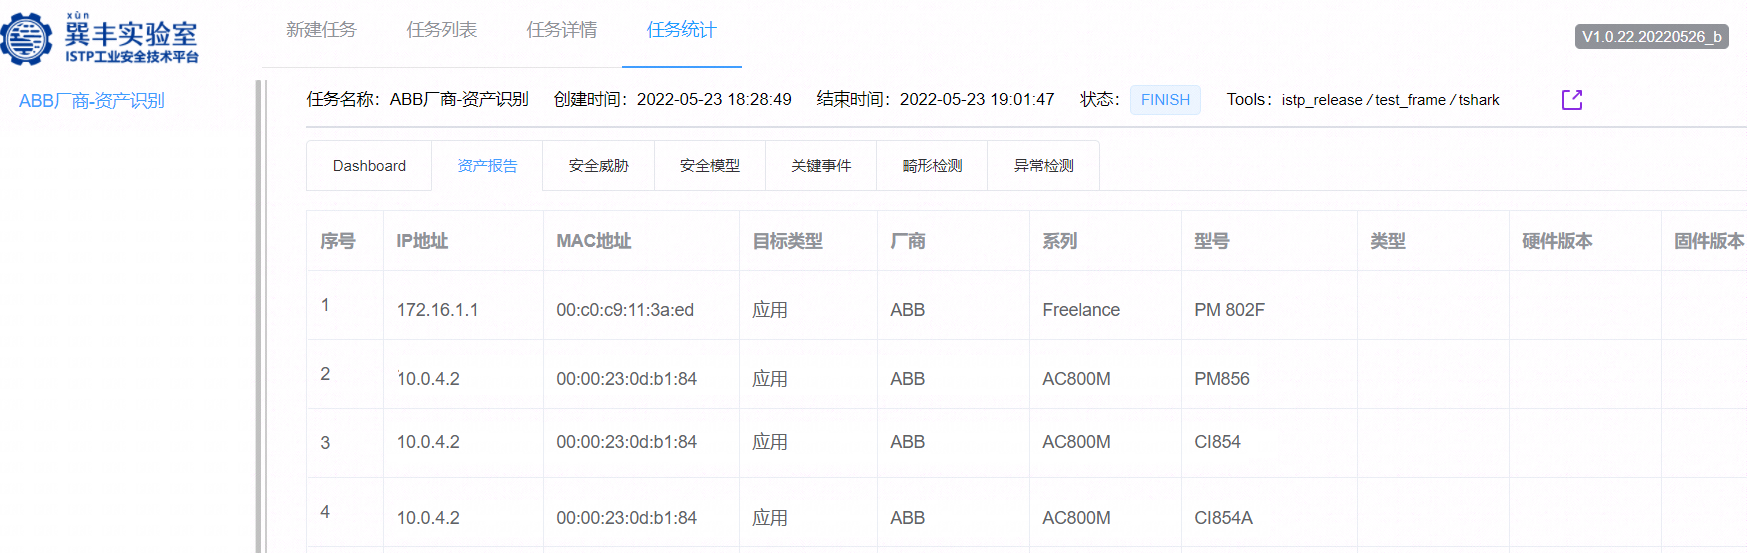 xùn
巽丰实验室
ISTP工业安全技术平台
新建任务 任务列表 任务详情 任务统计
V1.0.22.20220526_b
ABB厂商-资产识别
任务名称：ABB厂商-资产识别 创建时间：2022-05-23 18:28:49 结束时间：2022-05-23 19:01:47 状态：FINISH Tools：istp_release / test_frame / tshark
Dashboard 资产报告 安全威胁 安全模型 关键事件 畸形检测 异常检测
序号 IP地址 MAC地址 目标类型 厂商 系列 型号 类型 硬件版本 固件版本
1 172.16.1.1 00:c0:c9:11:3a:ed 应用 ABB Freelance PM 802F
2 10.0.4.2 00:00:23:0d:b1:84 应用 ABB AC800M PM856
3 10.0.4.2 00:00:23:0d:b1:84 应用 ABB AC800M CI854
4 10.0.4.2 00:00:23:0d:b1:84 应用 ABB AC800M CI854A